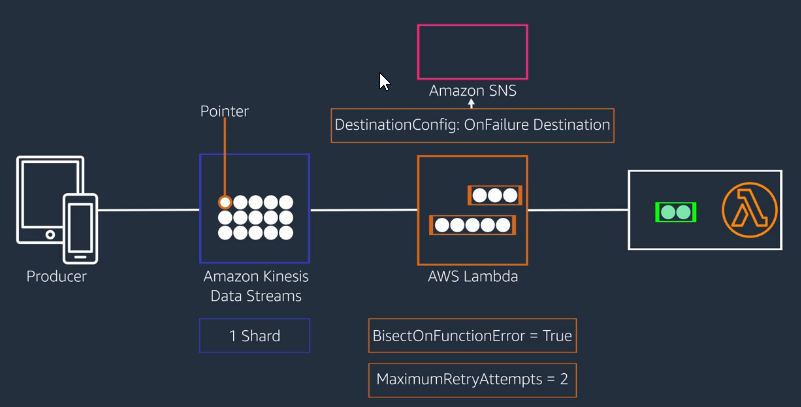 Amazon SNS
Pointer
DestinationConfig: OnFailure Destination
Producer
Amazon Kinesis
Data Streams
AWS Lambda
1 Shard
BisectOnFunctionError = True
MaximumRetryAttempts = 2